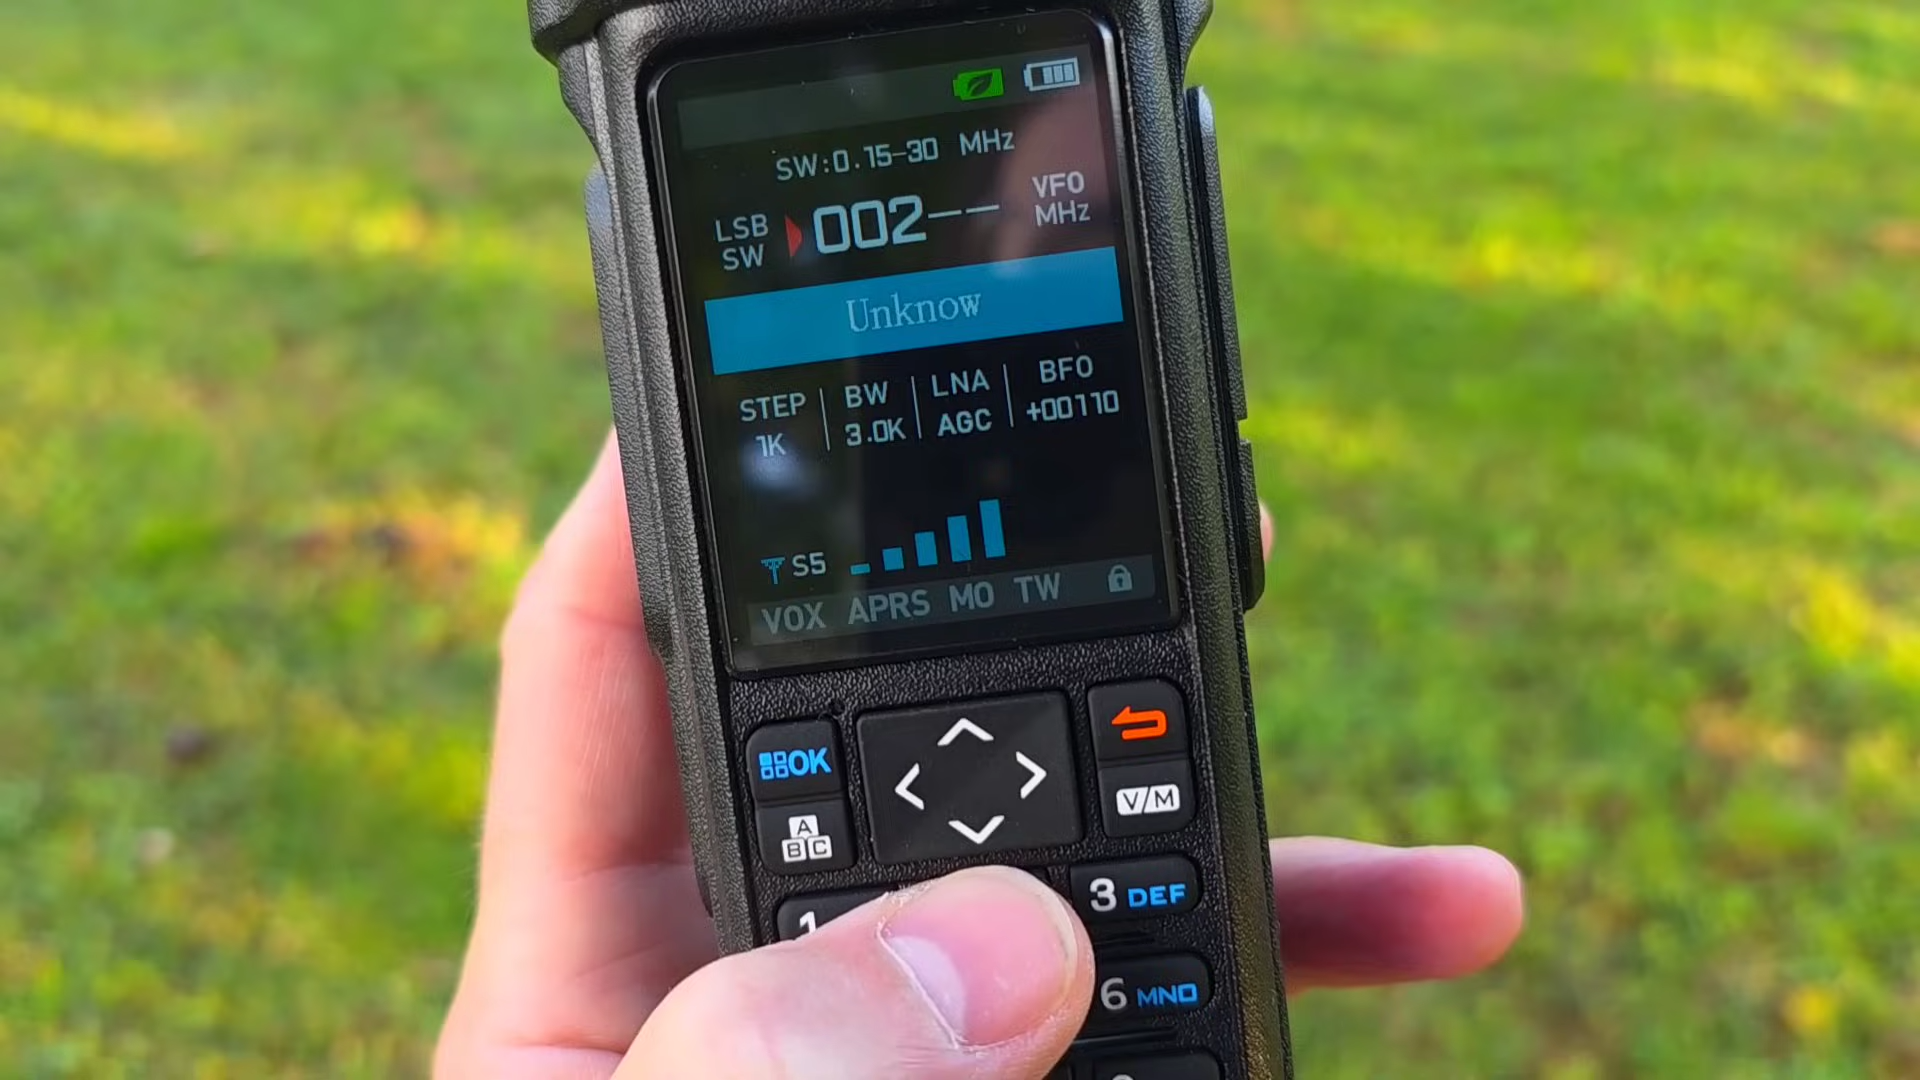 SW:0.15-30 MHz
LSB SW 002-- VFO MHz
Unknow
STEP 1K
BW 3.0K
LNA AGC
BFO +00110
S5
VOX APRS MO TW
OK
V/M
A B C
1
3 DEF
6 MNO